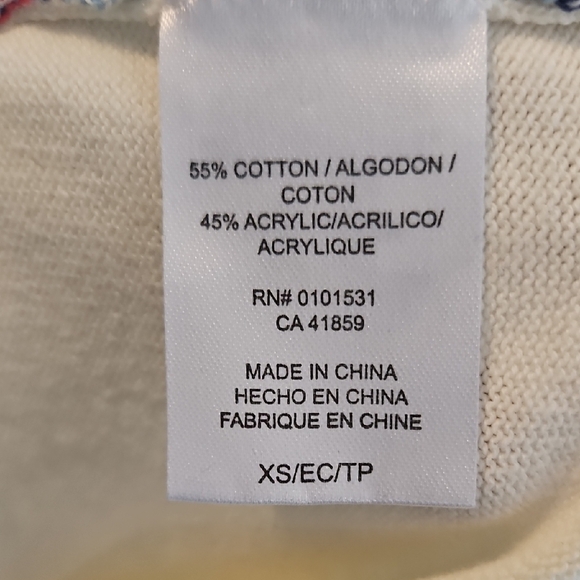 55% COTTON / ALGODON /
COTON
45% ACRYLIC/ACRILICO/
ACRYLIQUE
RN# 0101531
CA 41859
MADE IN CHINA
HECHO EN CHINA
FABRIQUE EN CHINE
XS/EC/TP